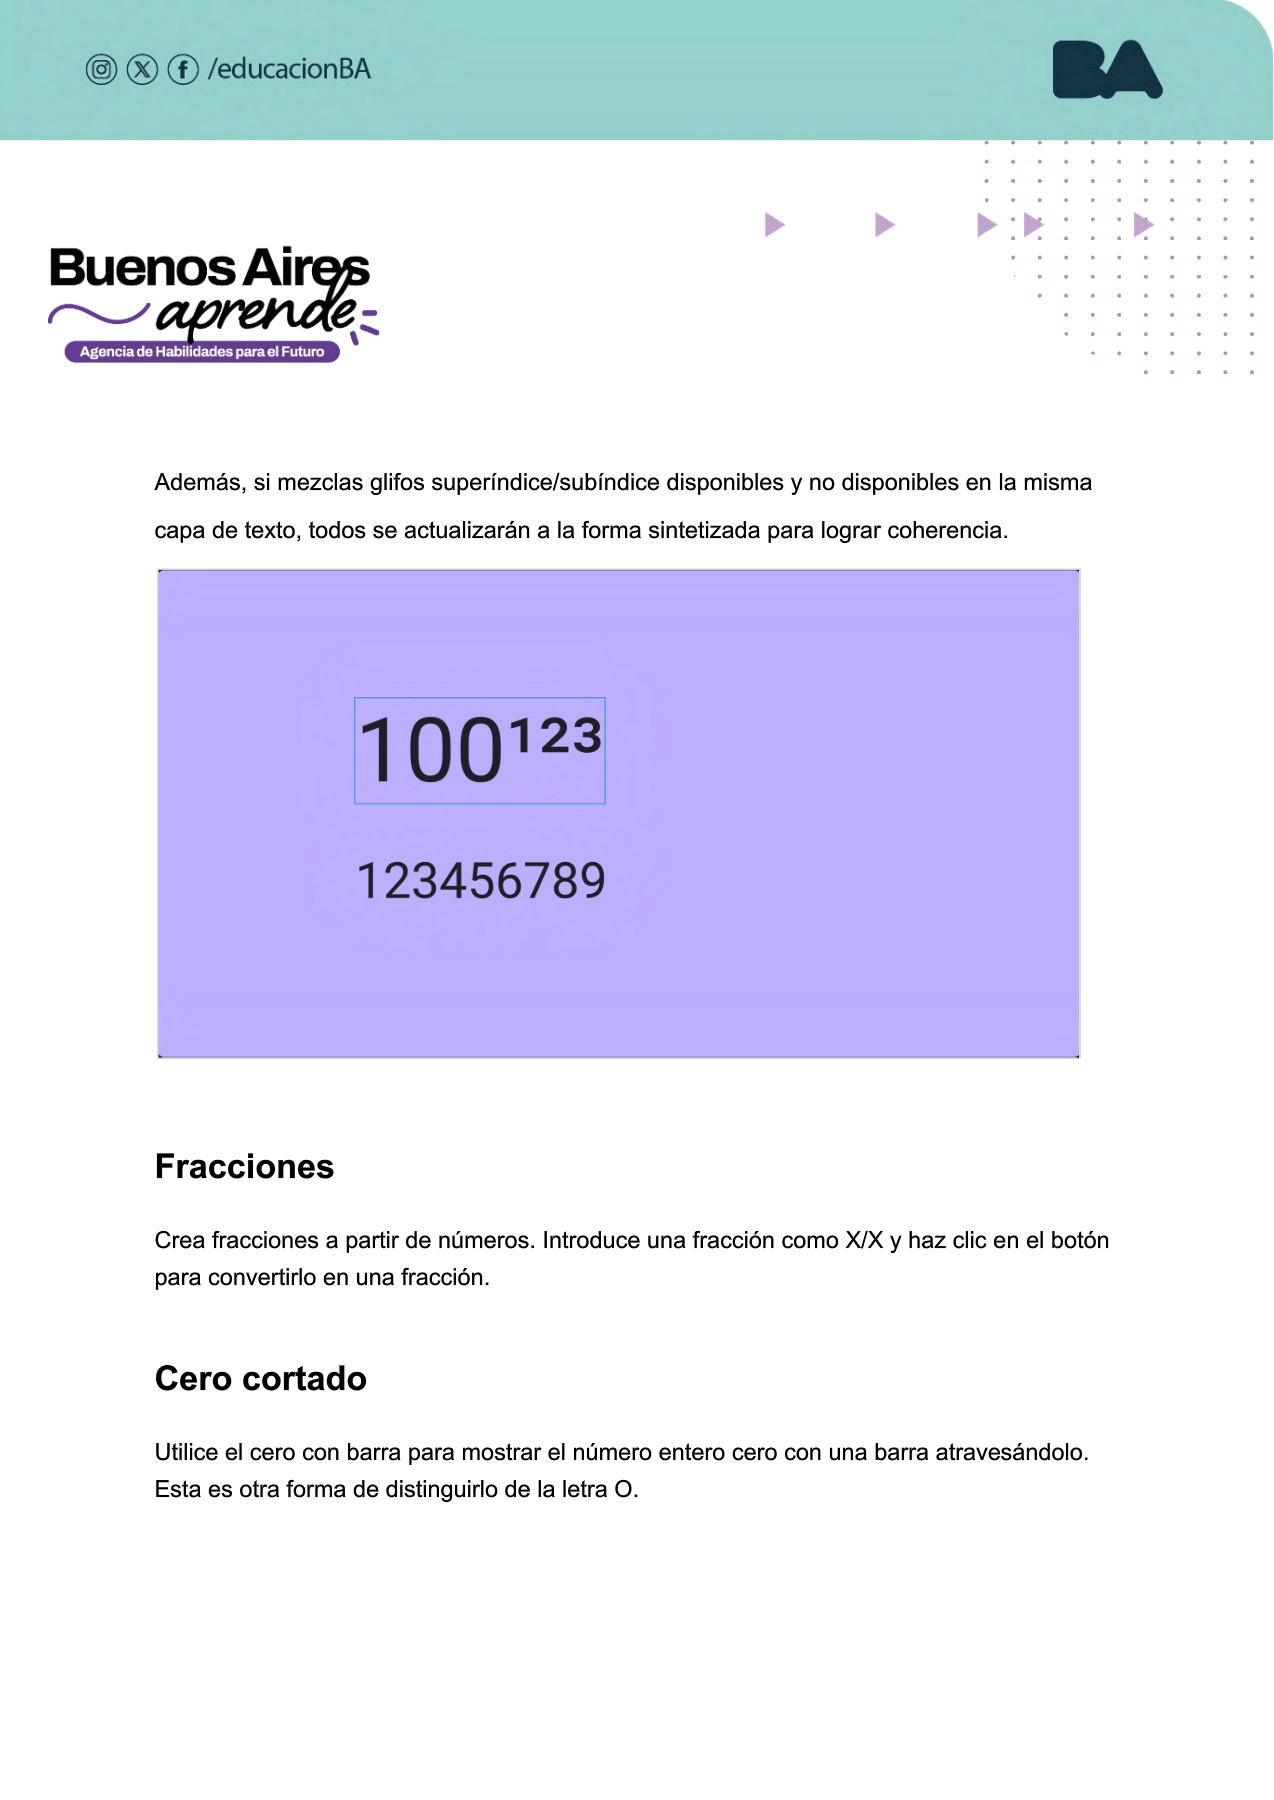 /educacionBA
BA
Buenos Aires
aprende
Agencia de Habilidades para el Futuro
Además, si mezclas glifos superíndice/subíndice disponibles y no disponibles en la misma
capa de texto, todos se actualizarán a la forma sintetizada para lograr coherencia.
100¹²³
123456789
Fracciones
Crea fracciones a partir de números. Introduce una fracción como X/X y haz clic en el botón
para convertirlo en una fracción.
Cero cortado
Utilice el cero con barra para mostrar el número entero cero con una barra atravesándolo.
Esta es otra forma de distinguirlo de la letra O.